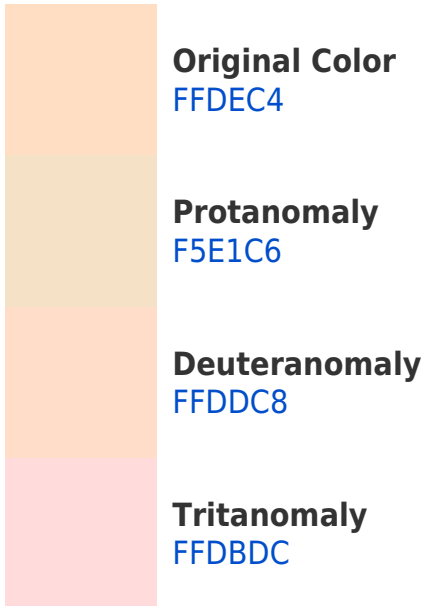 Original Color
FFDEC4
Protanomaly
F5E1C6
Deuteranomaly
FFDDC8
Tritanomaly
FFDBDC